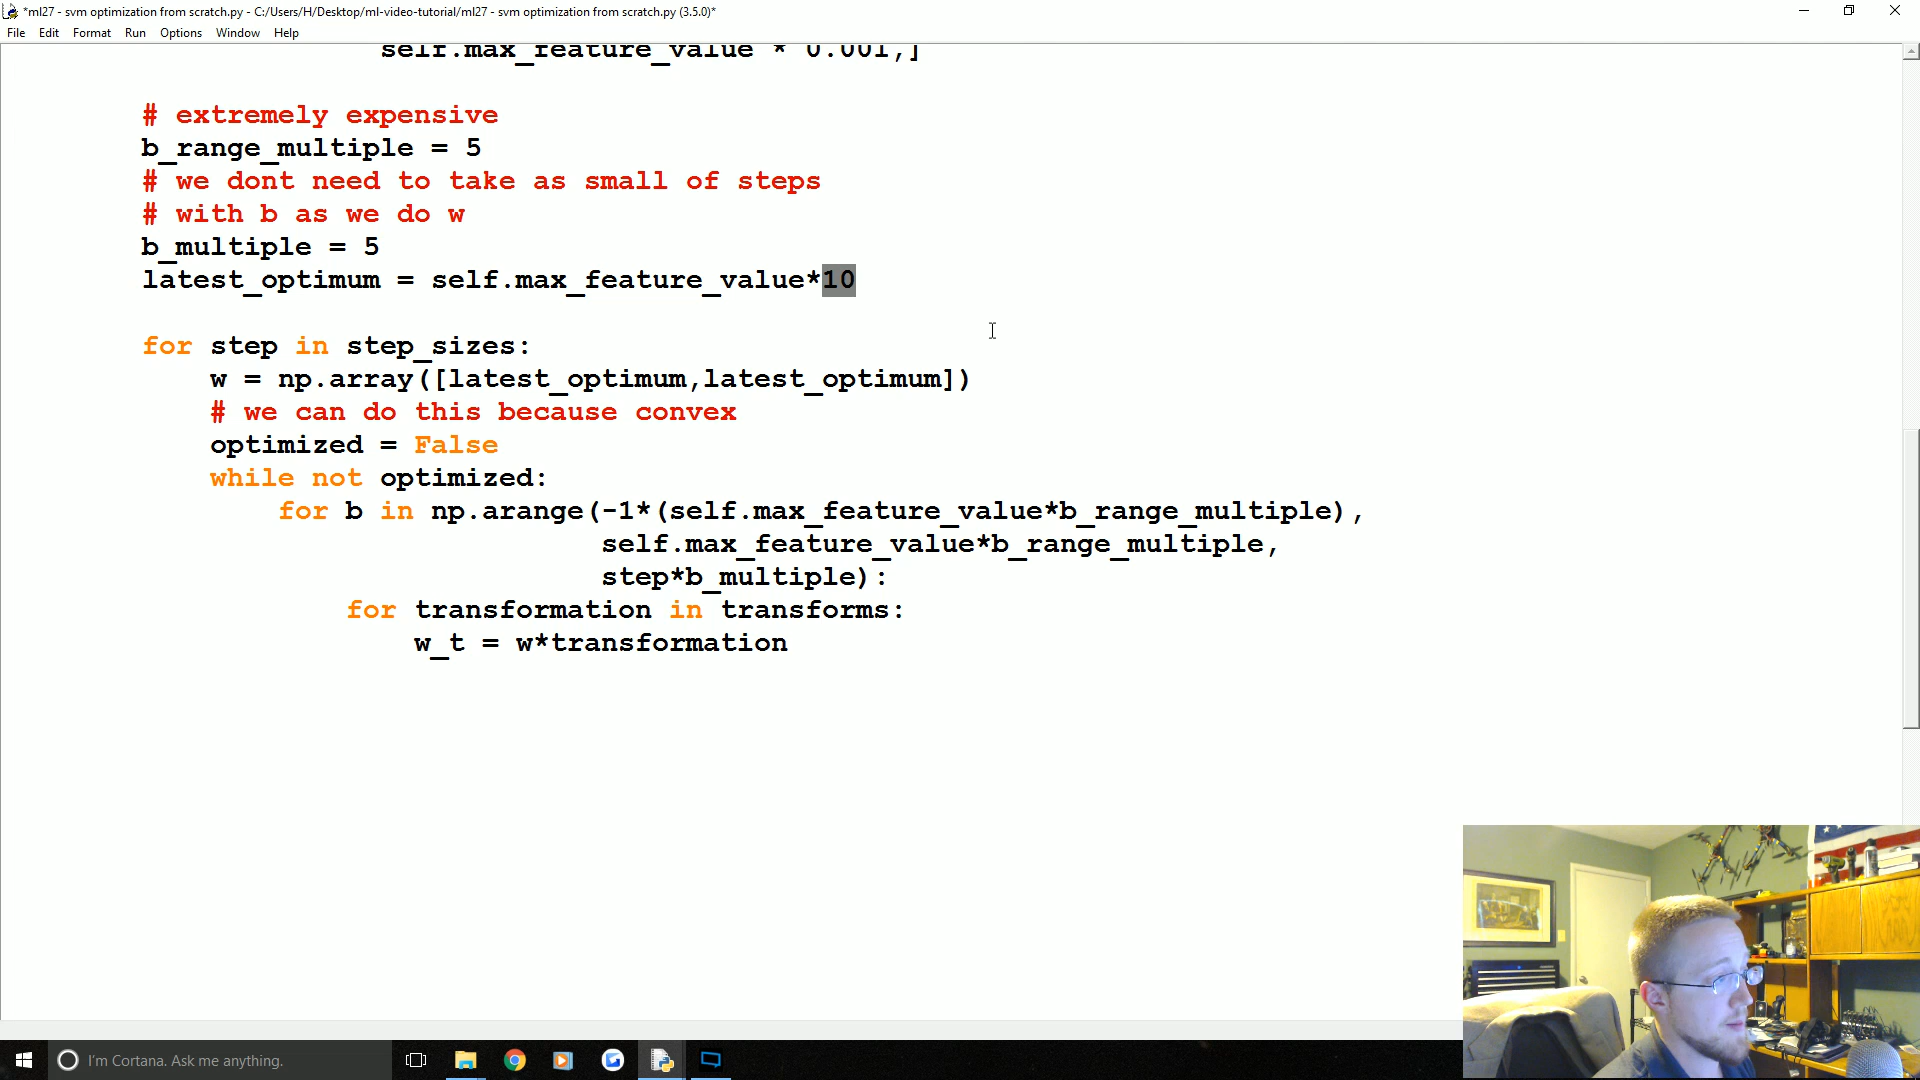 *ml27 - svm optimization from scratch.py - C:/Users/H/Desktop/ml-video-tutorial/ml27 - svm optimization from scratch.py (3.5.0)*
File Edit Format Run Options Window Help
self.max_feature_value * 0.001,]
# extremely expensive
b_range_multiple = 5
# we dont need to take as small of steps
# with b as we do w
b_multiple = 5
latest_optimum = self.max_feature_value*10
for step in step_sizes:
w = np.array([latest_optimum,latest_optimum])
# we can do this because convex
optimized = False
while not optimized:
for b in np.arange(-1*(self.max_feature_value*b_range_multiple),
self.max_feature_value*b_range_multiple,
step*b_multiple):
for transformation in transforms:
w_t = w*transformation
I'm Cortana. Ask me anything.